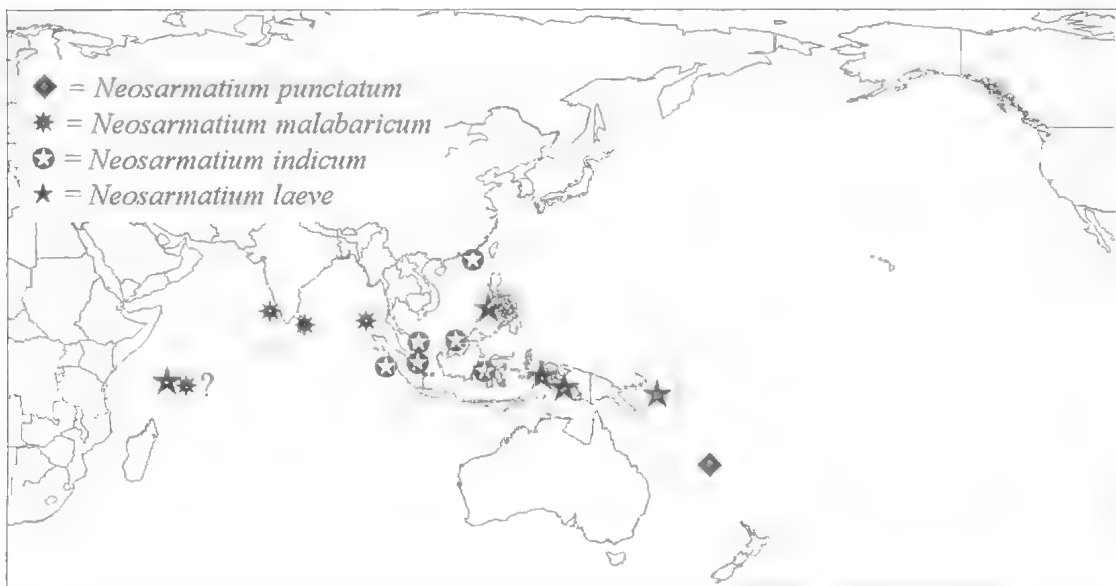 ◆ = Neosarmatium punctatum
✸ = Neosarmatium malabaricum
✪ = Neosarmatium indicum
★ = Neosarmatium laeve
?